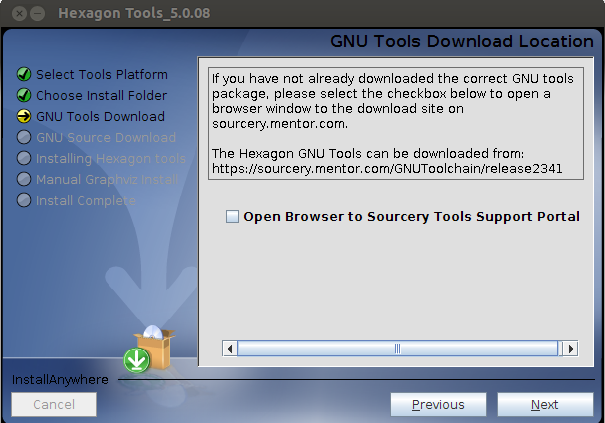 Hexagon Tools_5.0.08
GNU Tools Download Location
Select Tools Platform
Choose Install Folder
GNU Tools Download
GNU Source Download
Installing Hexagon tools
Manual Graphviz Install
Install Complete
If you have not already downloaded the correct GNU tools
package, please select the checkbox below to open a
browser window to the download site on
sourcery.mentor.com.
The Hexagon GNU Tools can be downloaded from:
https://sourcery.mentor.com/GNUToolchain/release2341
Open Browser to Sourcery Tools Support Portal
InstallAnywhere
Cancel
Previous
Next